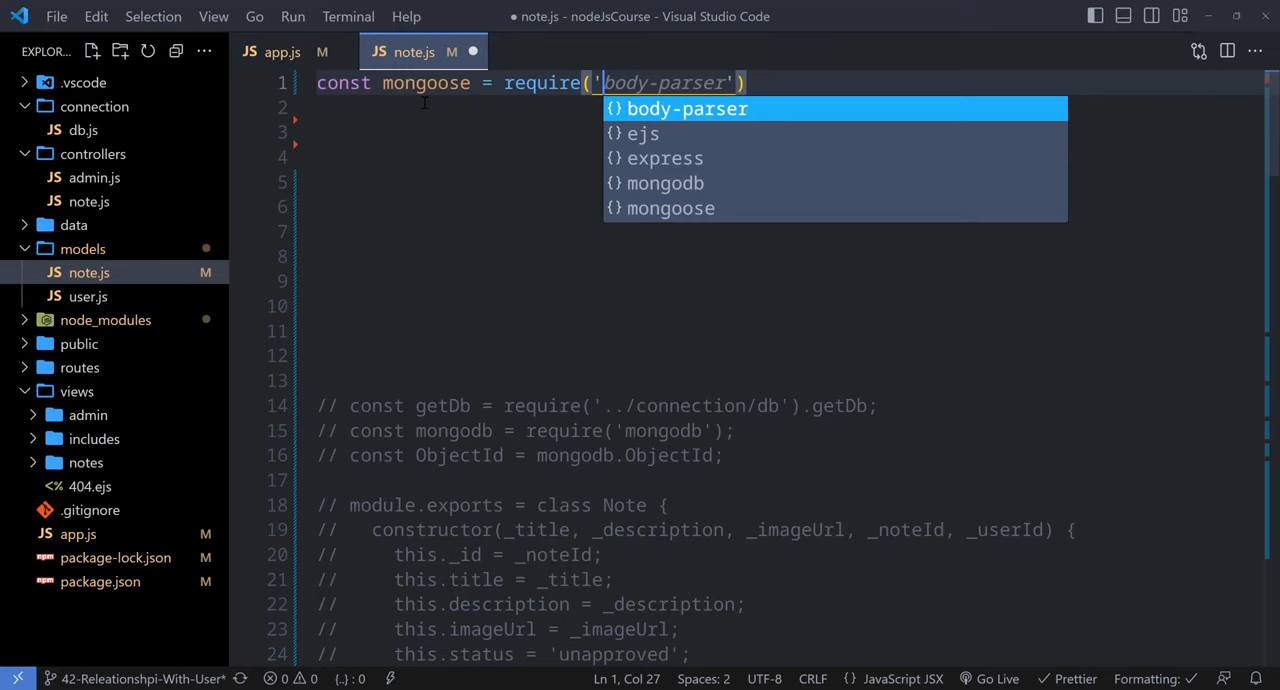 File Edit Selection View Go Run Terminal Help
● note.js - nodeJsCourse - Visual Studio Code
EXPLOR... ···
JS app.js M
JS note.js M ●
.vscode
connection
JS db.js
controllers
JS admin.js
JS note.js
data
models
JS note.js M
JS user.js
node_modules
public
routes
views
admin
includes
notes
<% 404.ejs
.gitignore
JS app.js M
npm package-lock.json M
npm package.json M
1 const mongoose = require('body-parser')
{} body-parser
{} ejs
{} express
{} mongodb
{} mongoose
2
3
4
5
6
7
8
9
10
11
12
13
14 // const getDb = require('../connection/db').getDb;
15 // const mongodb = require('mongodb');
16 // const ObjectId = mongodb.ObjectId;
17
18 // module.exports = class Note {
19 //   constructor(_title, _description, _imageUrl, _noteId, _userId) {
20 //     this._id = _noteId;
21 //     this.title = _title;
22 //     this.description = _description;
23 //     this.imageUrl = _imageUrl;
24 //     this.status = 'unapproved';
42-Releationshpi-With-User* 0 0 {..} : 0 Ln 1, Col 27 Spaces: 2 UTF-8 CRLF {} JavaScript JSX Go Live Prettier Formatting: ✓